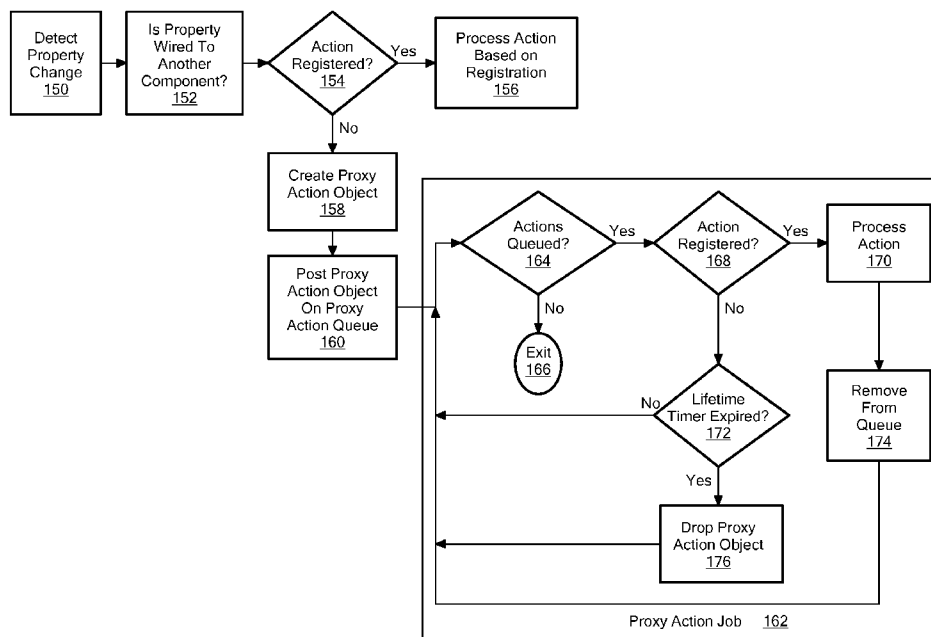 Detect
Property
Change
150
Is Property
Wired To
Another
Component?
152
Action
Registered?
154
Yes
Process Action
Based on
Registration
156
No
Create Proxy
Action Object
158
Post Proxy
Action Object
On Proxy
Action Queue
160
Actions
Queued?
164
Yes
Action
Registered?
168
Yes
Process
Action
170
No
Exit
166
No
Lifetime
Timer Expired?
172
No
Remove
From
Queue
174
Yes
Drop Proxy
Action Object
176
Proxy Action Job 162